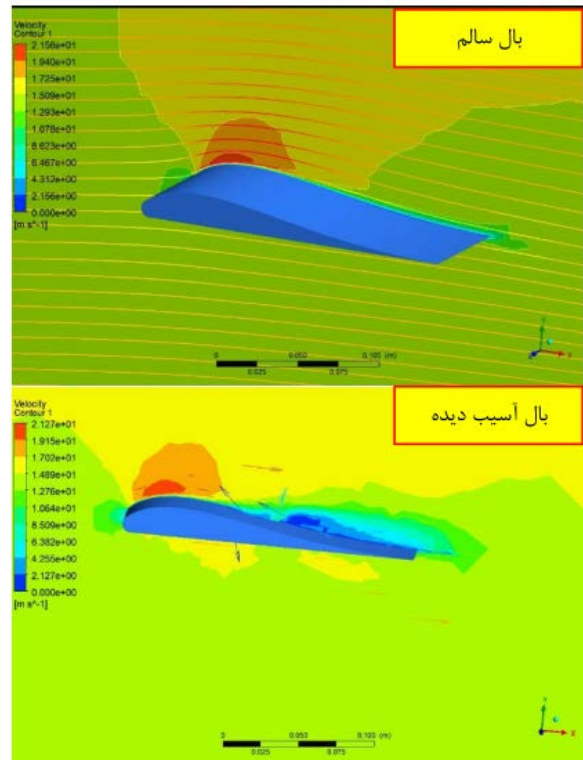 Velocity
Contour 1
بال سالم
2.156e+01
1.940e+01
1.725e+01
1.509e+01
1.293e+01
1.078e+01
8.623e+00
6.467e+00
4.312e+00
2.156e+00
0.000e+00
[m s^-1]
0 0.050 0.100 (m)
0.025 0.075
Y
X
Velocity
Contour 1
بال آسیب دیده
2.127e+01
1.915e+01
1.702e+01
1.489e+01
1.276e+01
1.064e+01
8.509e+00
6.382e+00
4.255e+00
2.127e+00
0.000e+00
[m s^-1]
0 0.050 0.100 (m)
0.025 0.075
Y
X